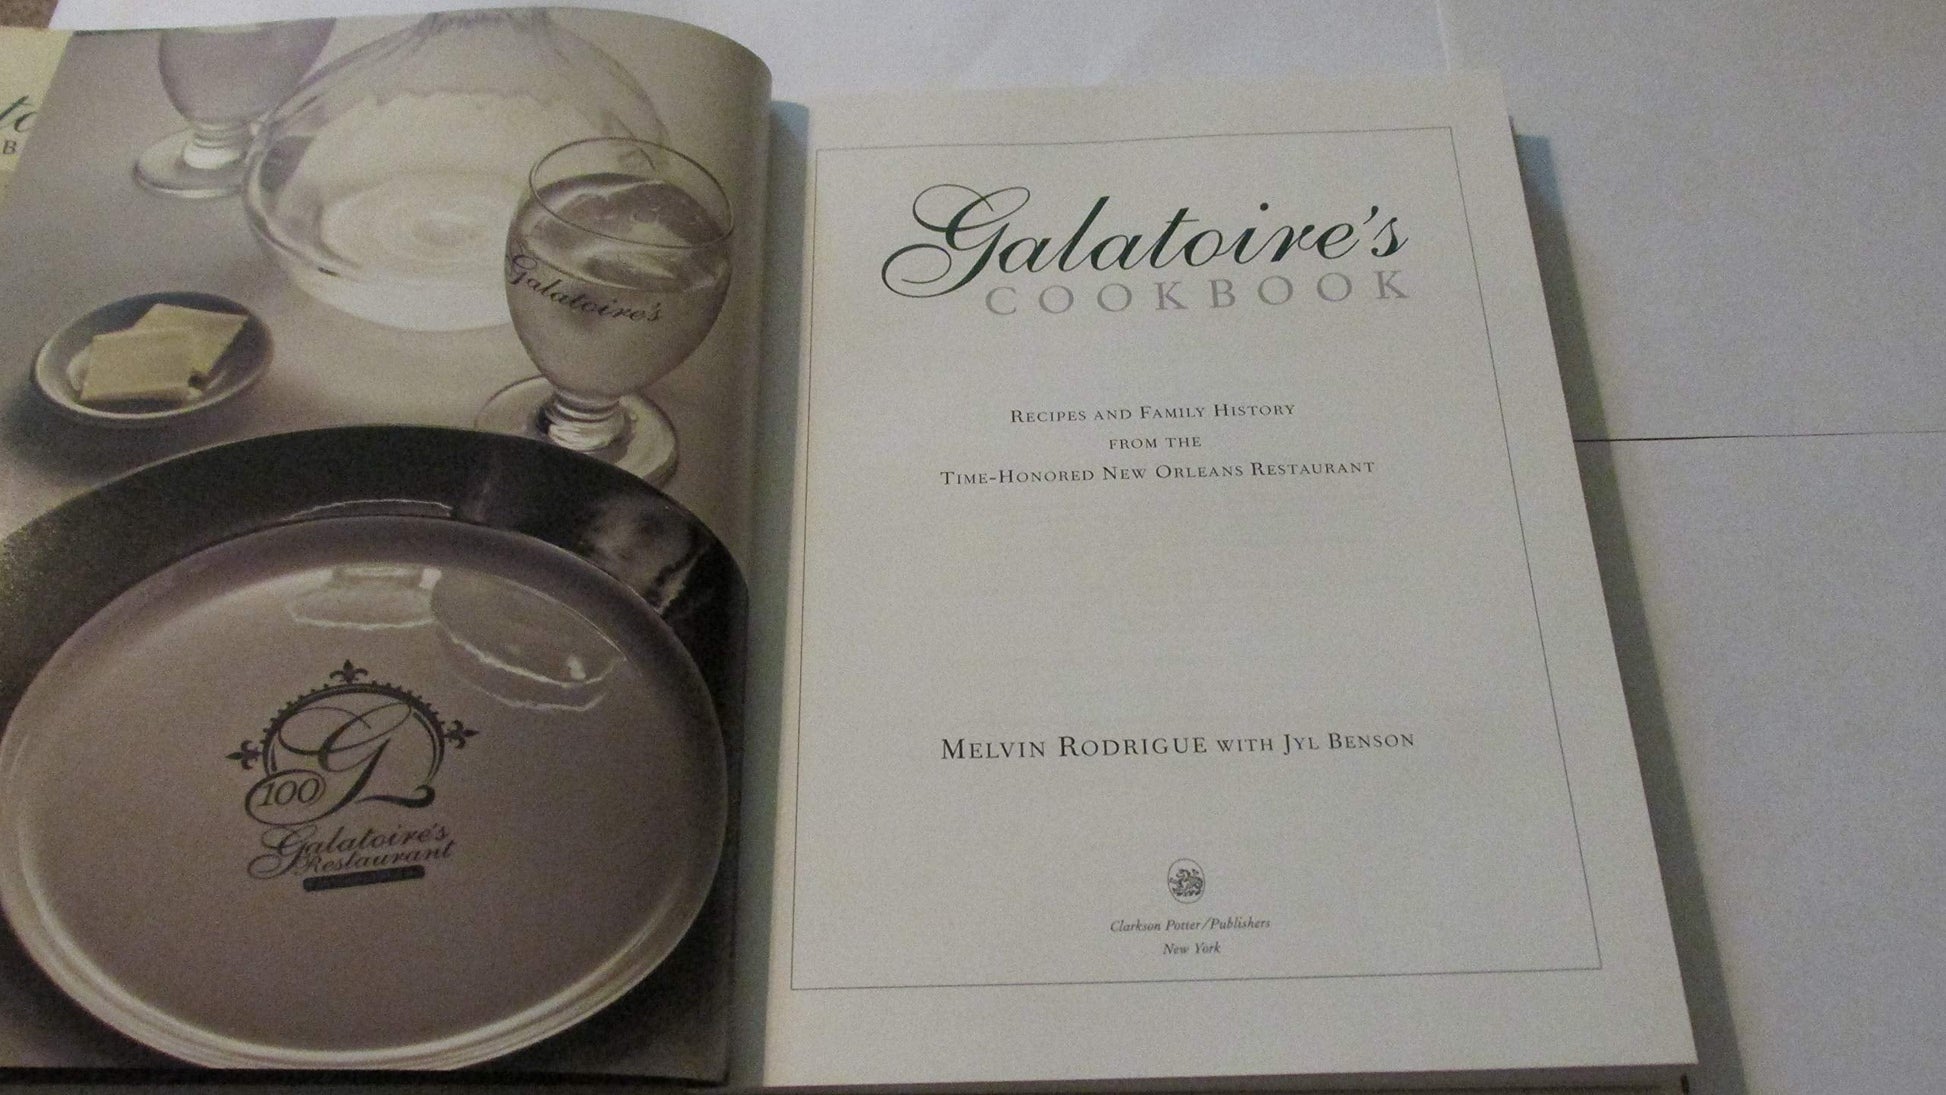 to
B
Galatoire's
100
G
Galatoire's
Restaurant
Galatoire's
COOKBOOK
RECIPES AND FAMILY HISTORY
FROM THE
TIME-HONORED NEW ORLEANS RESTAURANT
MELVIN RODRIGUE WITH JYL BENSON
Clarkson Potter/Publishers
New York